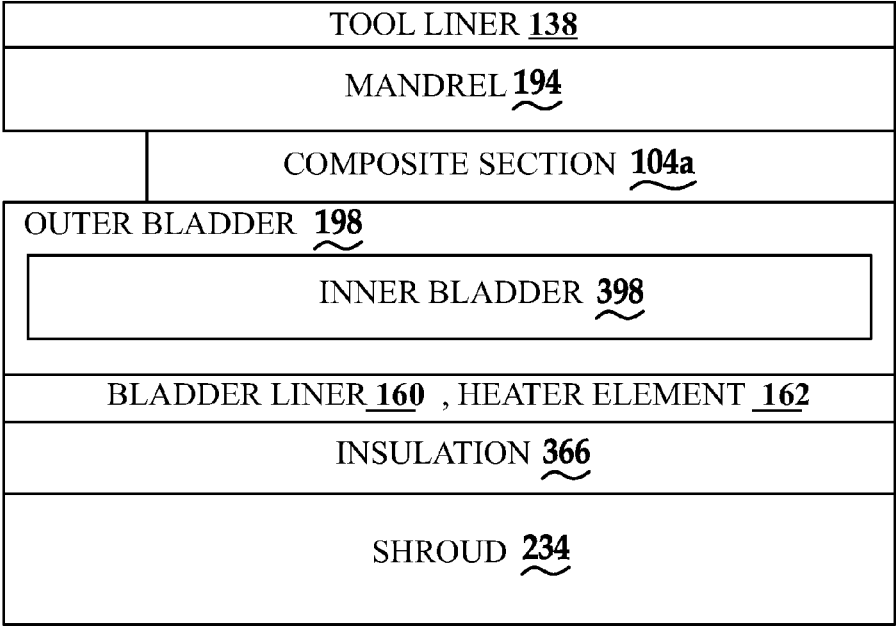 TOOL LINER 138
MANDREL 194
COMPOSITE SECTION 104a
OUTER BLADDER 198
INNER BLADDER 398
BLADDER LINER 160 , HEATER ELEMENT 162
INSULATION 366
SHROUD 234